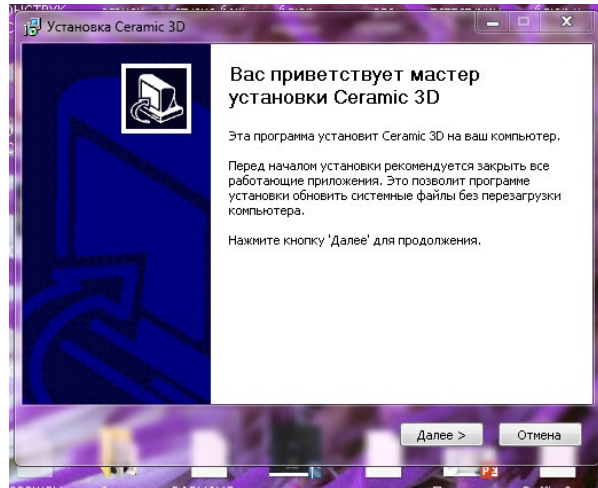 Установка Ceramic 3D
Вас приветствует мастер
установки Ceramic 3D
Эта программа установит Ceramic 3D на ваш компьютер.
Перед началом установки рекомендуется закрыть все
работающие приложения. Это позволит программе
установки обновить системные файлы без перезагрузки
компьютера.
Нажмите кнопку 'Далее' для продолжения.
Далее >
Отмена